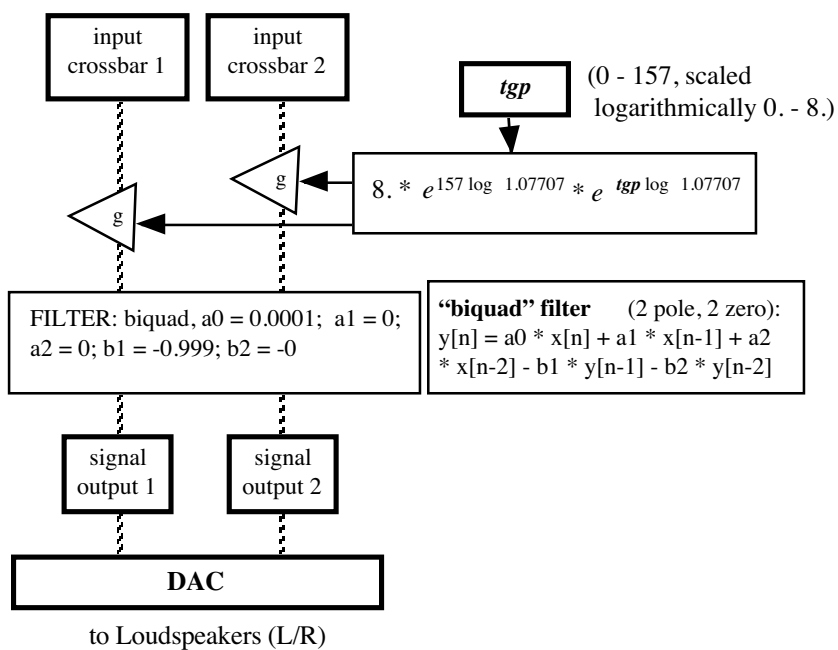 input
crossbar 1
input
crossbar 2
tgp
(0 - 157, scaled
logarithmically 0. - 8.)
g
8. * e^157 log 1.07707 * e^tgp log 1.07707
g
FILTER: biquad, a0 = 0.0001; a1 = 0;
a2 = 0; b1 = -0.999; b2 = -0
“biquad” filter (2 pole, 2 zero):
y[n] = a0 * x[n] + a1 * x[n-1] + a2
* x[n-2] - b1 * y[n-1] - b2 * y[n-2]
signal
output 1
signal
output 2
DAC
to Loudspeakers (L/R)